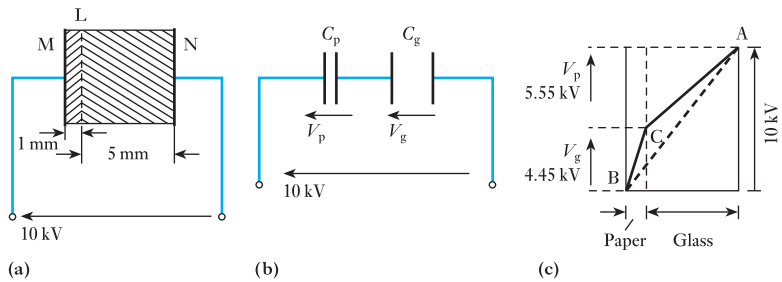 L
M
N
1 mm
5 mm
10 kV
(a)
Cp
Cg
Vp
Vg
10 kV
(b)
A
Vp
5.55 kV
C
Vg
4.45 kV
B
10 kV
Paper
Glass
(c)